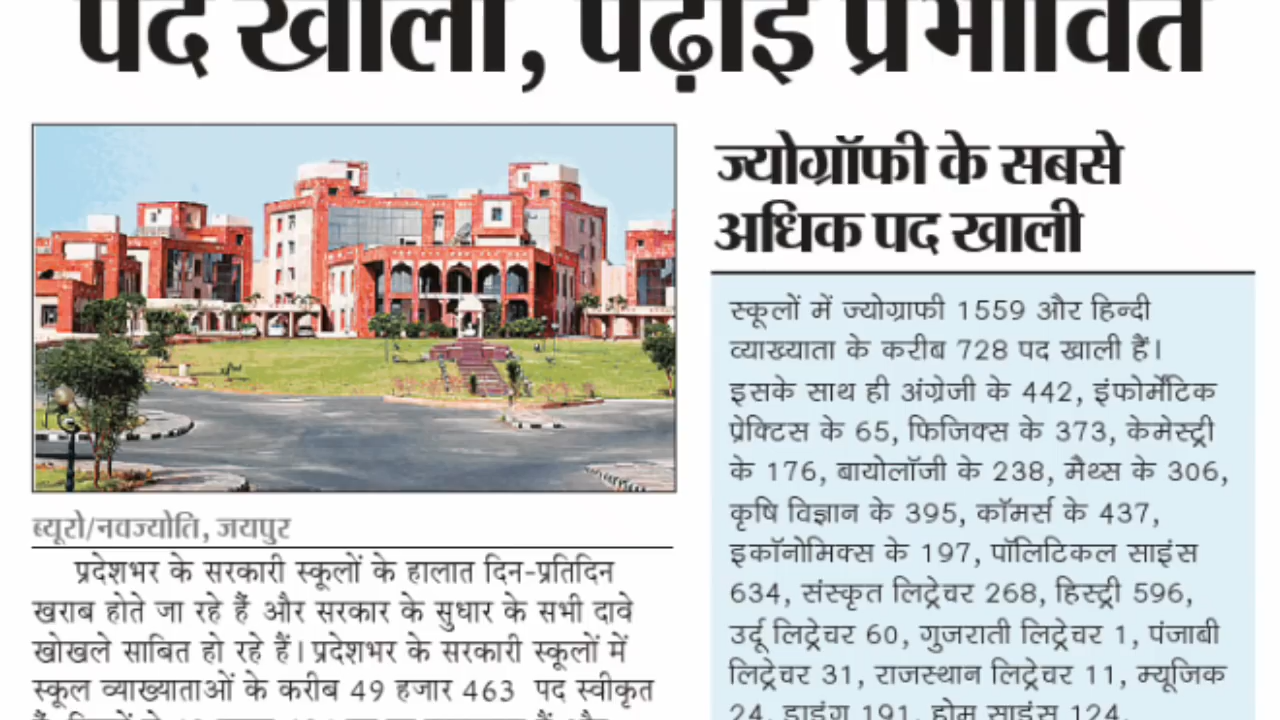 पद खाली, पढ़ाई प्रभावित
ज्योग्रॉफी के सबसे
अधिक पद खाली
स्कूलों में ज्योग्राफी 1559 और हिन्दी
व्याख्याता के करीब 728 पद खाली हैं।
इसके साथ ही अंग्रेजी के 442, इंफोर्मेटिक
प्रेक्टिस के 65, फिजिक्स के 373, केमेस्ट्री
के 176, बायोलॉजी के 238, मैथ्स के 306,
कृषि विज्ञान के 395, कॉमर्स के 437,
इकॉनोमिक्स के 197, पॉलिटिकल साइंस
634, संस्कृत लिट्रेचर 268, हिस्ट्री 596,
उर्दू लिट्रेचर 60, गुजराती लिट्रेचर 1, पंजाबी
लिट्रेचर 31, राजस्थान लिट्रेचर 11, म्यूजिक
24, ड्राइंग 191, होम साइंस 124,
ब्यूरो/नवज्योति, जयपुर
प्रदेशभर के सरकारी स्कूलों के हालात दिन-प्रतिदिन
खराब होते जा रहे हैं और सरकार के सुधार के सभी दावे
खोखले साबित हो रहे हैं। प्रदेशभर के सरकारी स्कूलों में
स्कूल व्याख्याताओं के करीब 49 हजार 463 पद स्वीकृत